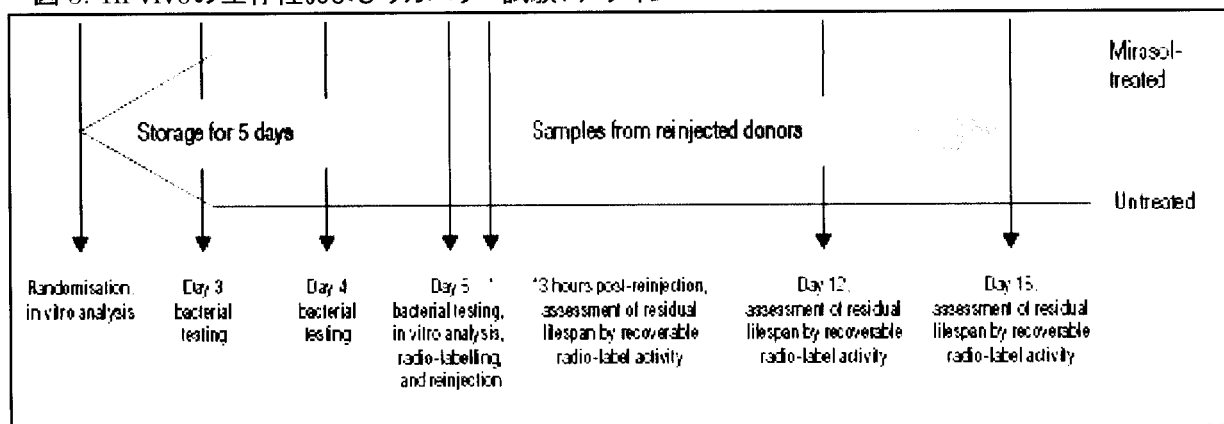 Mirasol-
treated
Storage for 5 days
Samples from reinjected donors
Untreated
Randomisation,
in vitro analysis
Day 3
bacterial
testing
Day 4
bacterial
testing
Day 5 *
bacterial testing,
in vitro analysis,
radio-labelling,
and reinjection
*3 hours post-reinjection,
assessment of residual
lifespan by recoverable
radio-label activity
Day 12,
assessment of residual
lifespan by recoverable
radio-label activity
assessment of residual
lifespan by recoverable
radio-label activity